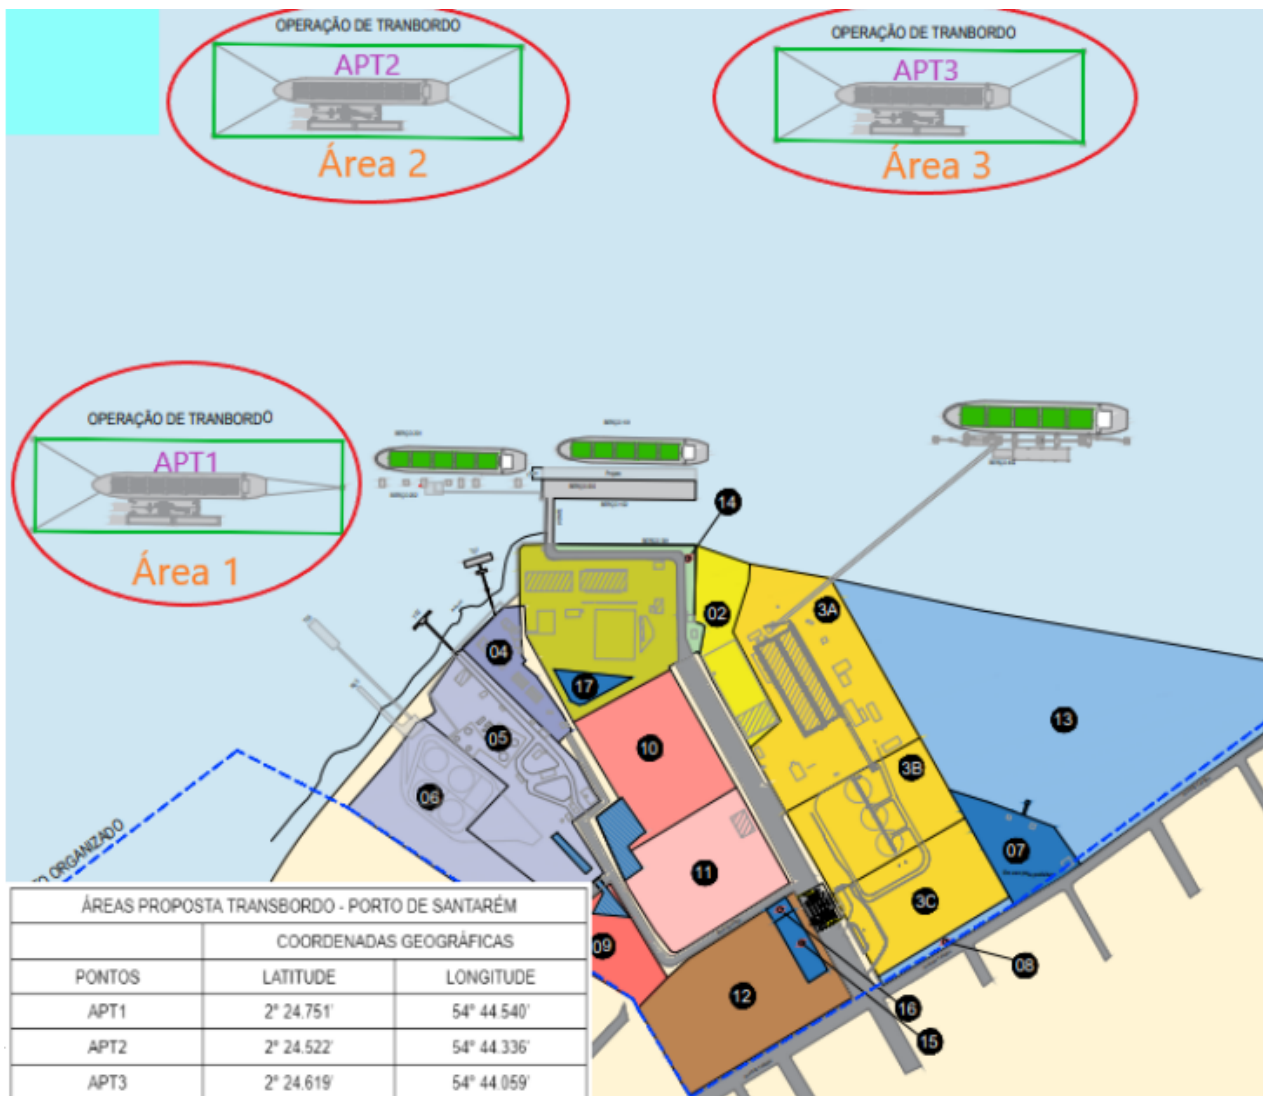 OPERAÇÃO DE TRANBORDO
APT2
Área 2
OPERAÇÃO DE TRANBORDO
APT3
Área 3
OPERAÇÃO DE TRANBORDO
APT1
Área 1
14
02
3A
04
17
13
05
10
06
3B
07
11
3C
09
08
12
16
15
ORGANIZADO
ÁREAS PROPOSTA TRANSBORDO - PORTO DE SANTARÉM
COORDENADAS GEOGRÁFICAS
PONTOS LATITUDE LONGITUDE
APT1 2° 24.751' 54° 44.540'
APT2 2° 24.522' 54° 44.336'
APT3 2° 24.619' 54° 44.059'